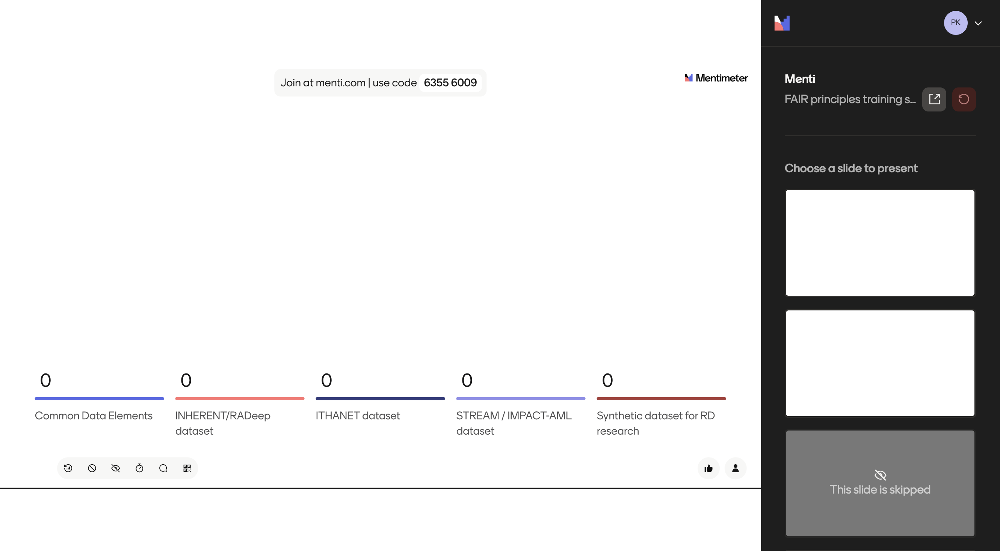 Join at menti.com | use code 6355 6009
Mentimeter
0
Common Data Elements
0
INHERENT/RADeep
dataset
0
ITHANET dataset
0
STREAM / IMPACT-AML
dataset
0
Synthetic dataset for RD
research
PK
Menti
FAIR principles training s...
Choose a slide to present
This slide is skipped